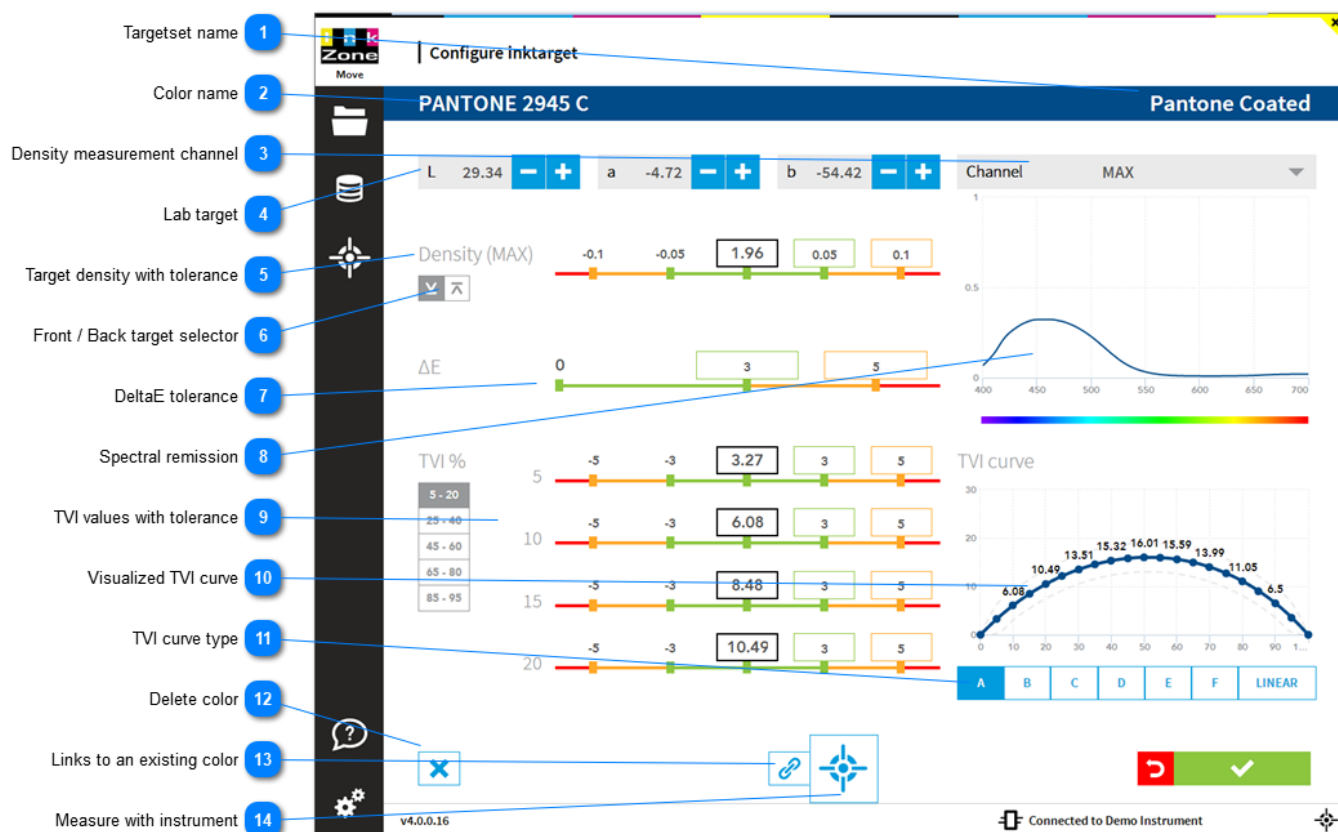 Targetset name 1
Color name 2
Density measurement channel 3
Lab target 4
Target density with tolerance 5
Front / Back target selector 6
DeltaE tolerance 7
Spectral remission 8
TVI values with tolerance 9
Visualized TVI curve 10
TVI curve type 11
Delete color 12
Links to an existing color 13
Measure with instrument 14
Ink
Zone
Move
Configure inktarget
PANTONE 2945 C Pantone Coated
L 29.34 a -4.72 b -54.42 Channel MAX
Density (MAX) -0.1 -0.05 1.96 0.05 0.1
ΔE 0 3 5
1
0.5
0
400 450 500 550 600 650 700
TVI %
5 - 20
25 - 40
45 - 60
65 - 80
85 - 95
5 -5 -3 3.27 3 5
10 -5 -3 6.08 3 5
15 -5 -3 8.48 3 5
20 -5 -3 10.49 3 5
TVI curve
30
20
10
0
6.08 10.49 13.51 15.32 16.01 15.59 13.99 11.05 6.5
0 10 20 30 40 50 60 70 80 90 1...
A B C D E F LINEAR
v4.0.0.16 Connected to Demo Instrument